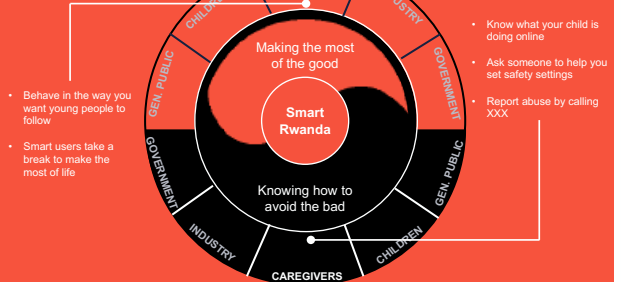 CHILDREN
INDUSTRY
GEN. PUBLIC
GOVERNMENT
Making the most
of the good
Smart
Rwanda
Knowing how to
avoid the bad
• Behave in the way you
want young people to
follow
• Smart users take a
break to make the
most of life
• Know what your child is
doing online
• Ask someone to help you
set safety settings
• Report abuse by calling
XXX
GOVERNMENT
INDUSTRY
CAREGIVERS
CHILDREN
GEN. PUBLIC